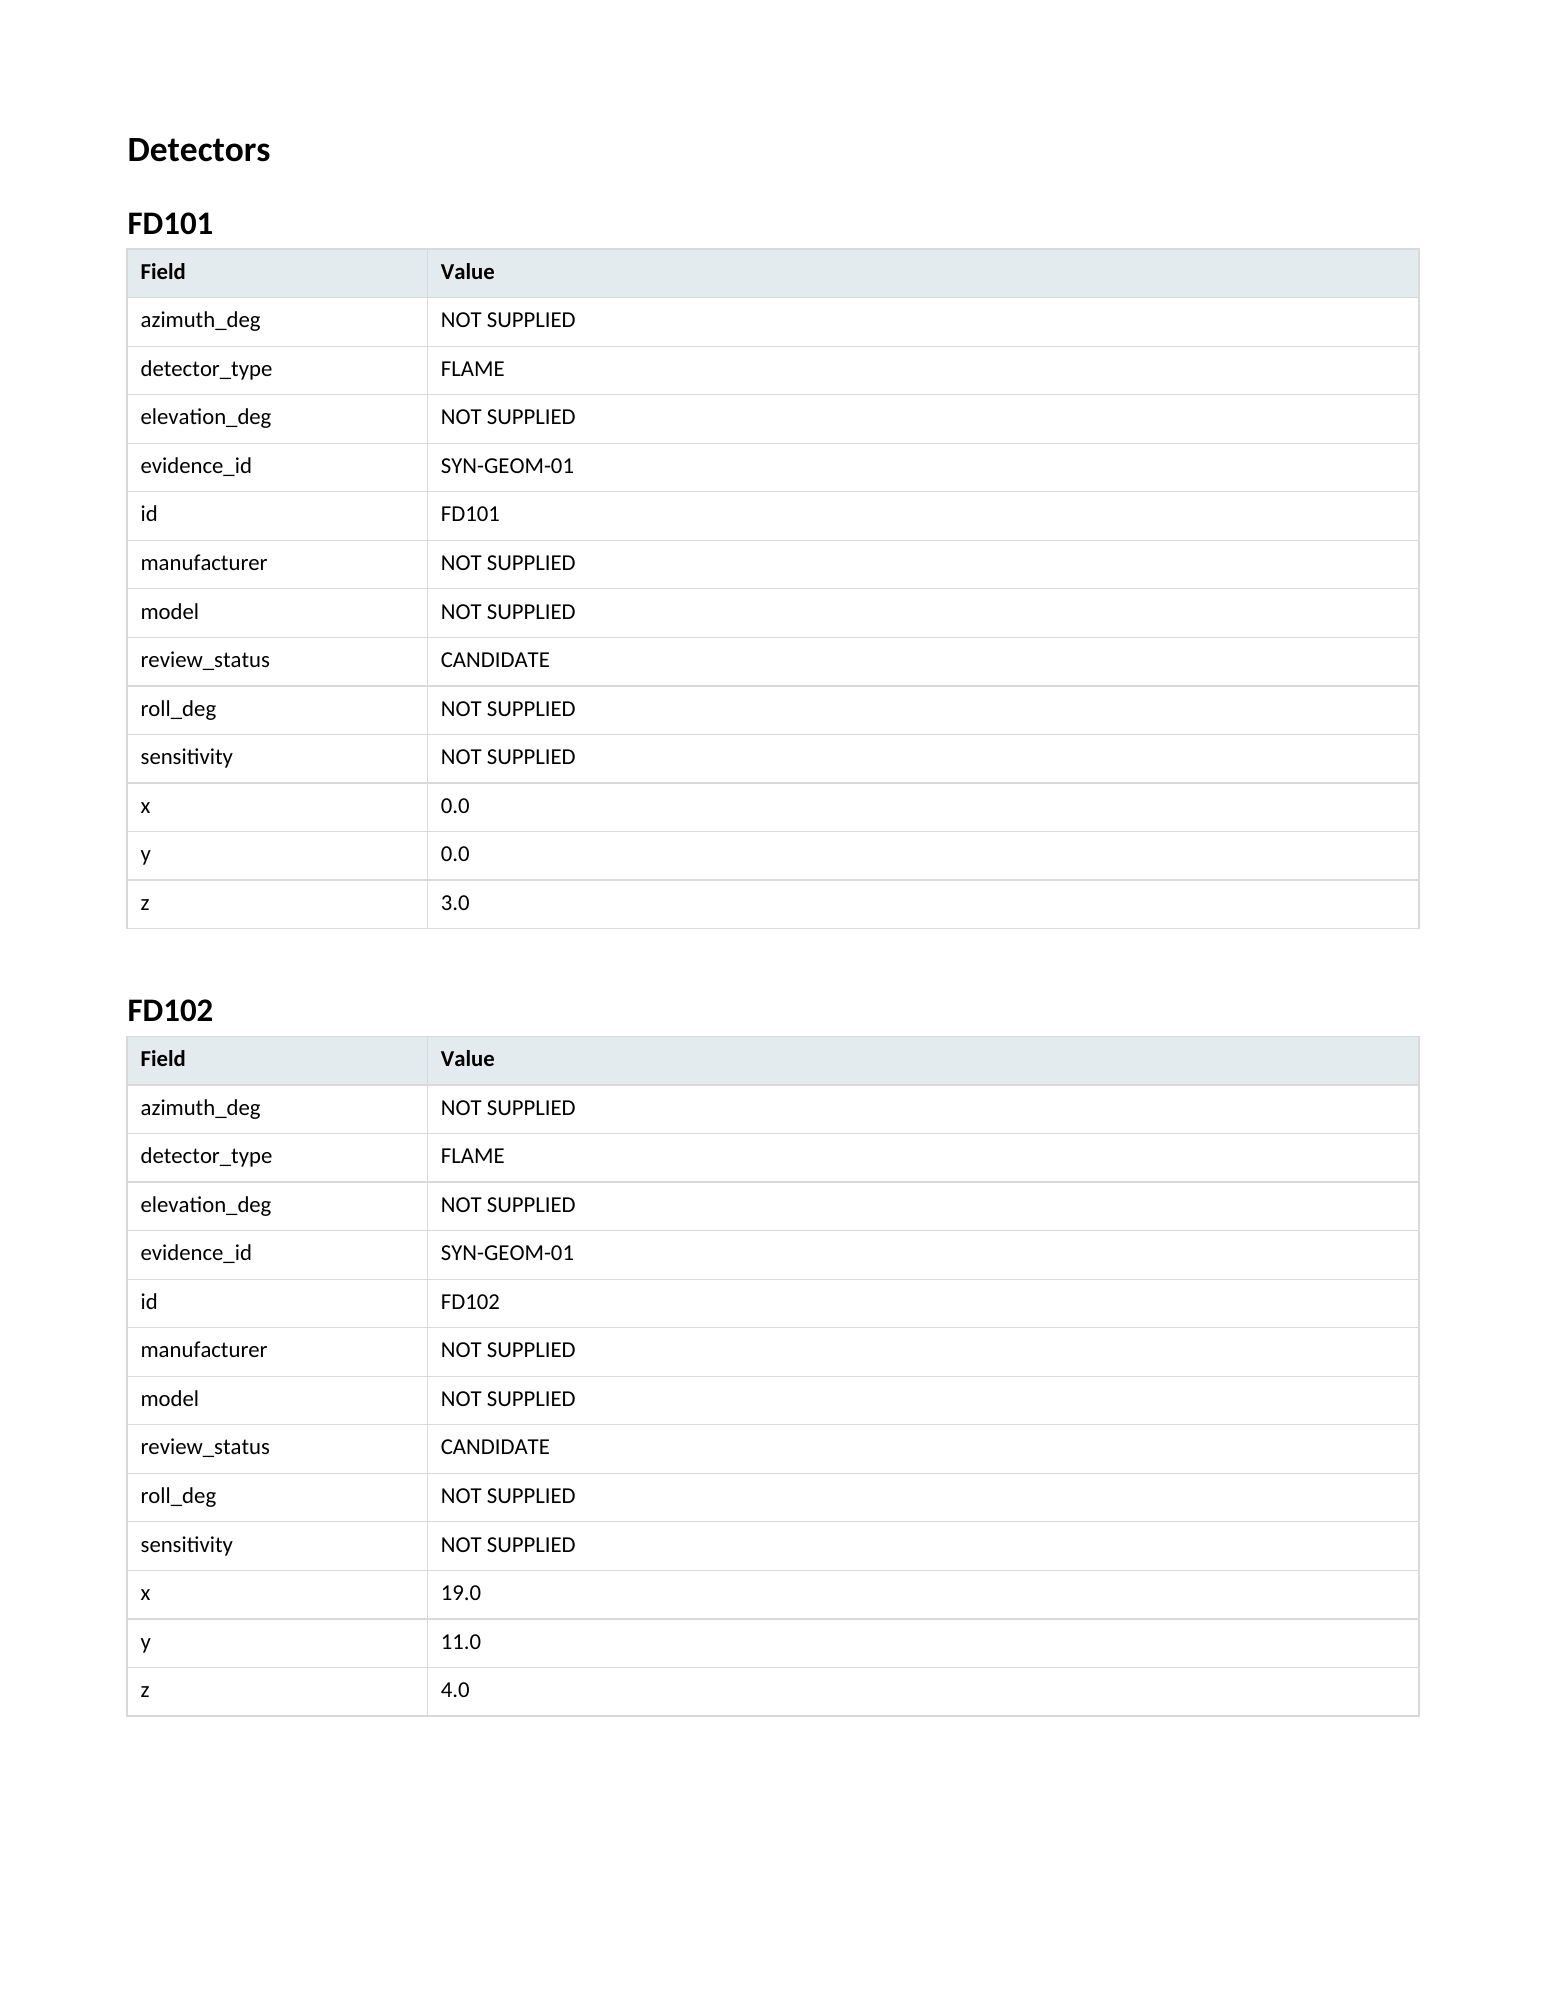 Detectors
FD101
Field Value
azimuth_deg NOT SUPPLIED
detector_type FLAME
elevation_deg NOT SUPPLIED
evidence_id SYN-GEOM-01
id FD101
manufacturer NOT SUPPLIED
model NOT SUPPLIED
review_status CANDIDATE
roll_deg NOT SUPPLIED
sensitivity NOT SUPPLIED
x 0.0
y 0.0
z 3.0
FD102
Field Value
azimuth_deg NOT SUPPLIED
detector_type FLAME
elevation_deg NOT SUPPLIED
evidence_id SYN-GEOM-01
id FD102
manufacturer NOT SUPPLIED
model NOT SUPPLIED
review_status CANDIDATE
roll_deg NOT SUPPLIED
sensitivity NOT SUPPLIED
x 19.0
y 11.0
z 4.0